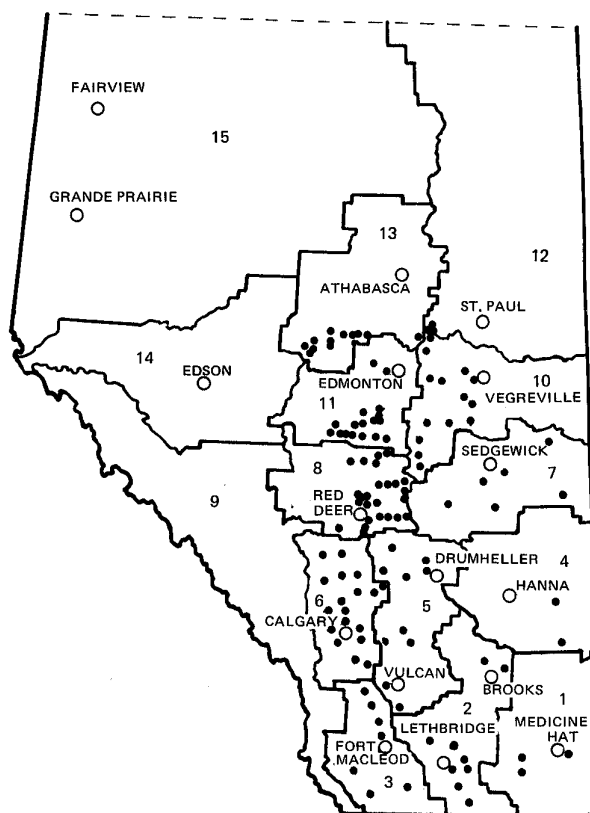 FAIRVIEW
15
GRANDE PRAIRIE
13
12
ATHABASCA
ST. PAUL
14
EDSON
EDMONTON
10
11
VEGREVILLE
8
SEDGEWICK
7
9
RED
DEER
DRUMHELLER
4
HANNA
6
5
CALGARY
VULCAN
BROOKS
1
2
MEDICINE
HAT
LETHBRIDGE
FORT
MACLEOD
3